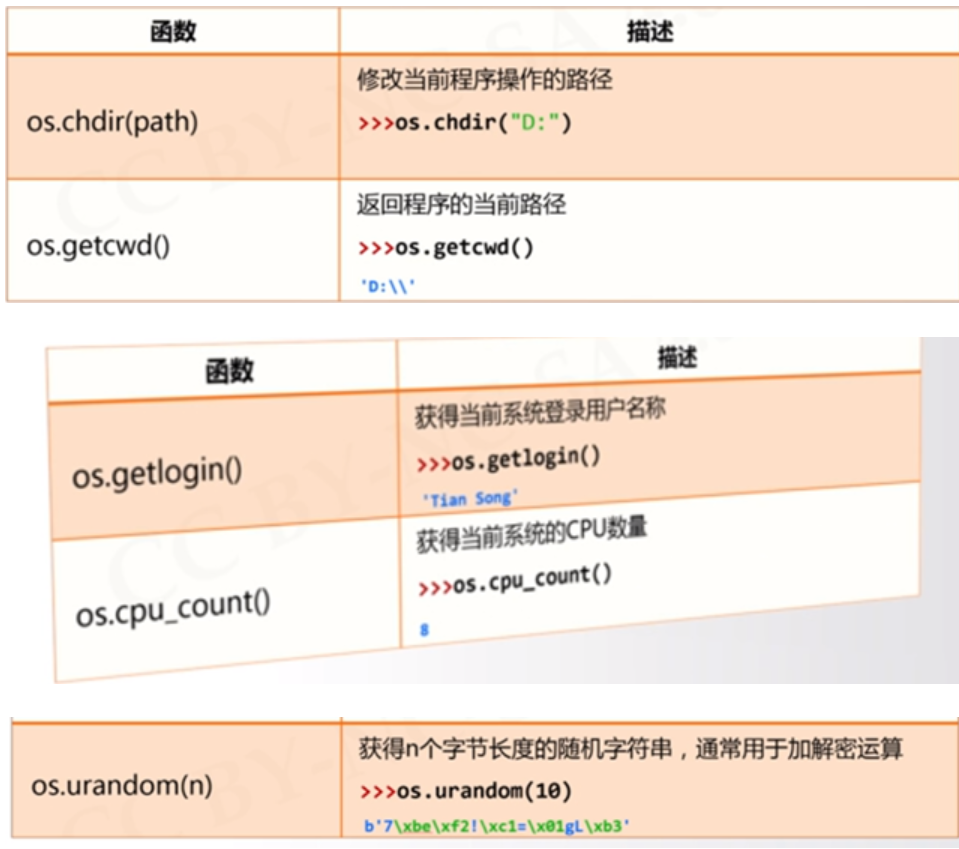 函数 描述
os.chdir(path)
修改当前程序操作的路径
>>>os.chdir("D:")
os.getcwd()
返回程序的当前路径
>>>os.getcwd()
'D:\\'
函数 描述
os.getlogin()
获得当前系统登录用户名称
>>>os.getlogin()
'Tian Song'
os.cpu_count()
获得当前系统的CPU数量
>>>os.cpu_count()
8
os.urandom(n)
获得n个字节长度的随机字符串，通常用于加解密运算
>>>os.urandom(10)
b'7\xbe\xf2!\xc1=\x01gL\xb3'